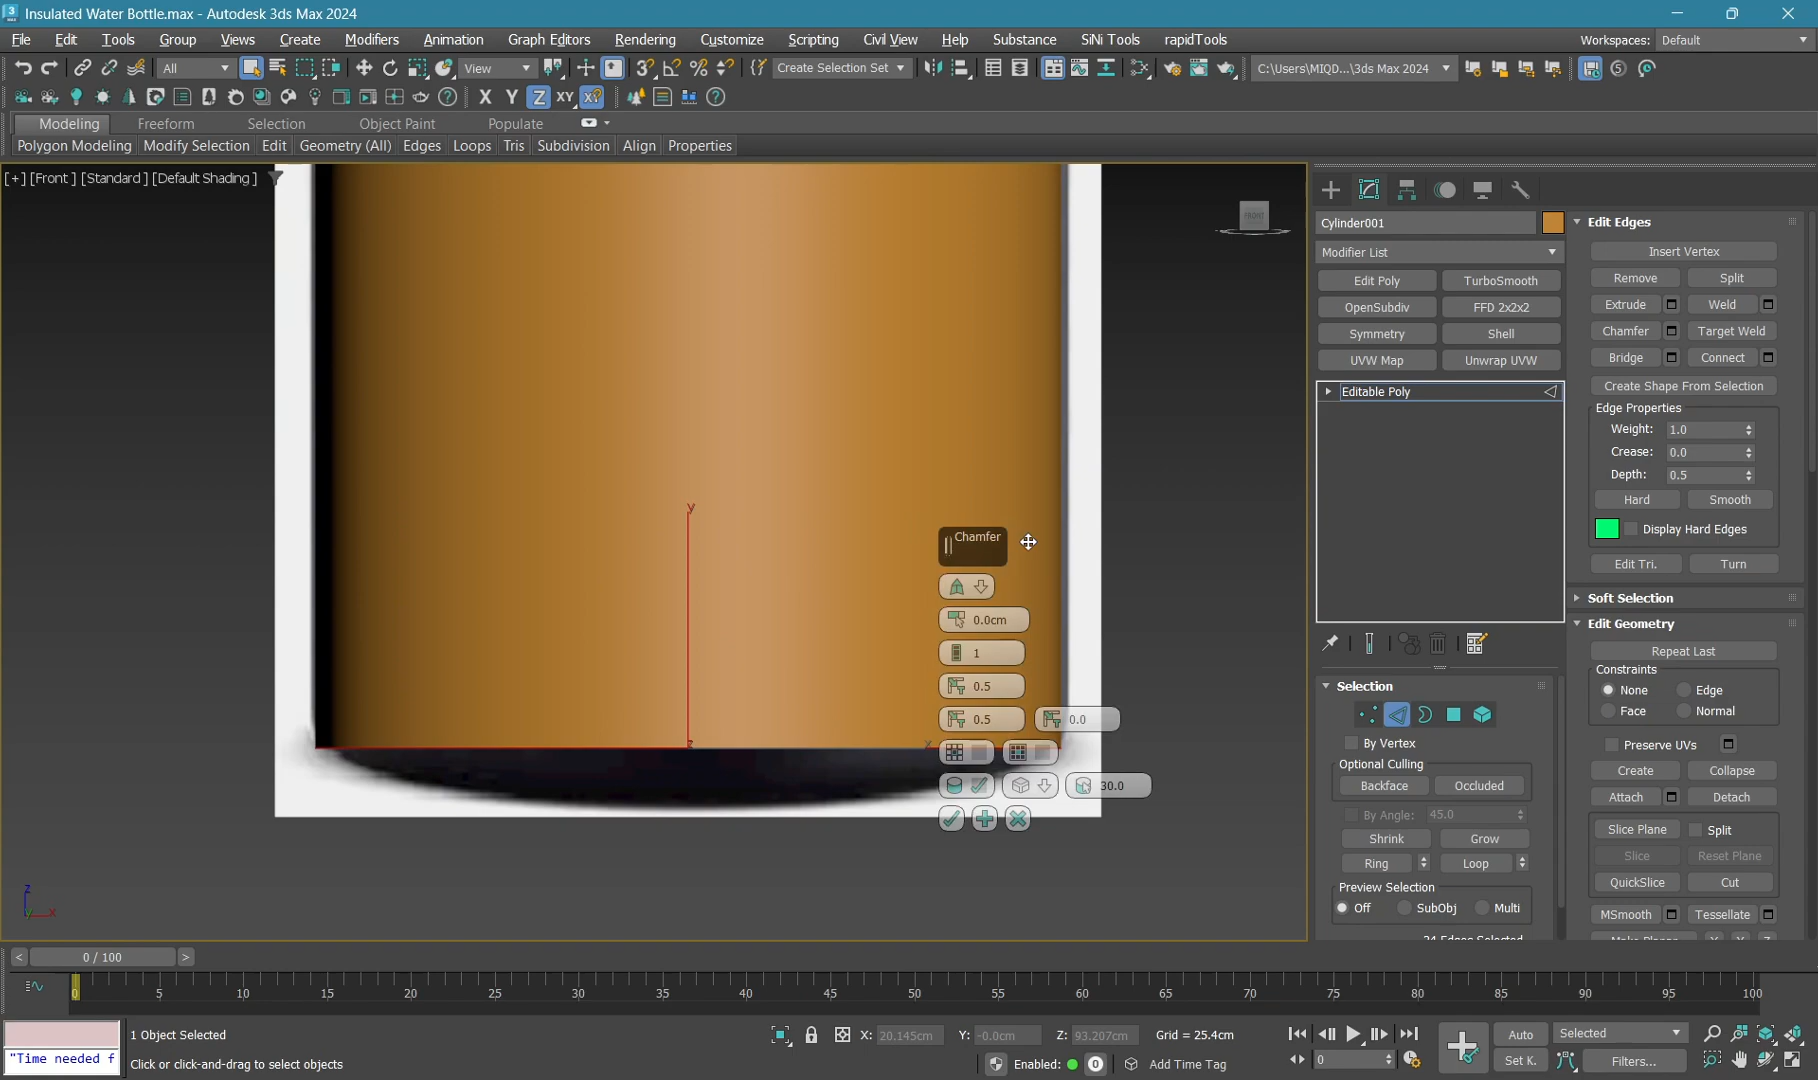 Insulated Water Bottle.max - Autodesk 3ds Max 2024
File Edit Tools Group Views Create Modifiers Animation Graph Editors Rendering Customize Scripting Civil View Help Substance SiNi Tools rapidTools Workspaces: Default
All View Create Selection Set C:\Users\MIQD...\3ds Max 2024
X Y Z XY
Modeling Freeform Selection Object Paint Populate
Polygon Modeling Modify Selection Edit Geometry (All) Edges Loops Tris Subdivision Align Properties
[+] [Front ] [Standard ] [Default Shading ]
FRONT
y
z
x
Chamfer
0.0cm
1
0.5
0.5 0.0
30.0
z
y x
Cylinder001
Modifier List
Edit Poly TurboSmooth
OpenSubdiv FFD 2x2x2
Symmetry Shell
UVW Map Unwrap UVW
Editable Poly
Selection
By Vertex
Optional Culling
Backface Occluded
By Angle: 45.0
Shrink Grow
Ring Loop
Preview Selection
Off SubObj Multi
24 Edges Selected
Edit Edges
Insert Vertex
Remove Split
Extrude Weld
Chamfer Target Weld
Bridge Connect
Create Shape From Selection
Edge Properties
Weight: 1.0
Crease: 0.0
Depth: 0.5
Hard Smooth
Display Hard Edges
Edit Tri. Turn
Soft Selection
Edit Geometry
Repeat Last
Constraints
None Edge
Face Normal
Preserve UVs
Create Collapse
Attach Detach
Slice Plane Split
Slice Reset Plane
QuickSlice Cut
MSmooth Tessellate
Make Planar X Y Z
< 0 / 100 >
0 5 10 15 20 25 30 35 40 45 50 55 60 65 70 75 80 85 90 95 100
1 Object Selected X: 20.145cm Y: -0.0cm Z: 93.207cm Grid = 25.4cm Auto Selected
"Time needed f Click or click-and-drag to select objects Enabled: 0 Add Time Tag 0 Set K. Filters...